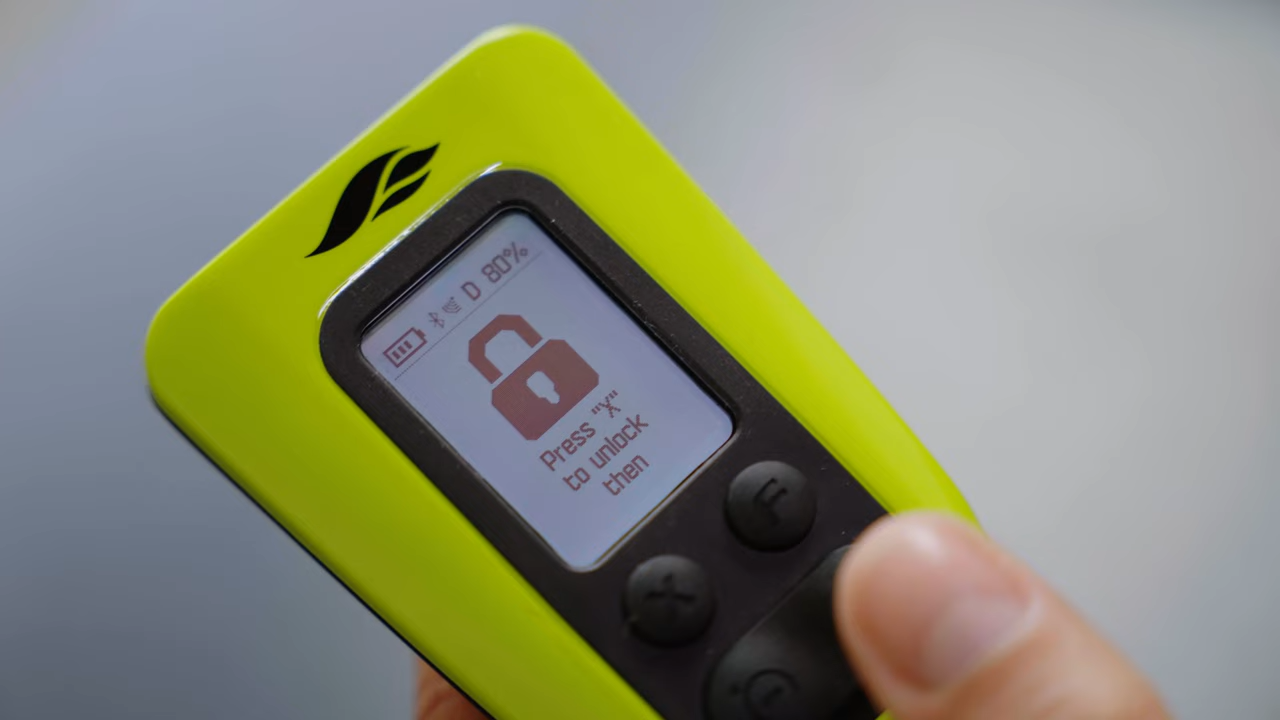 D 80%
Press "X"
to unlock
then
F
X